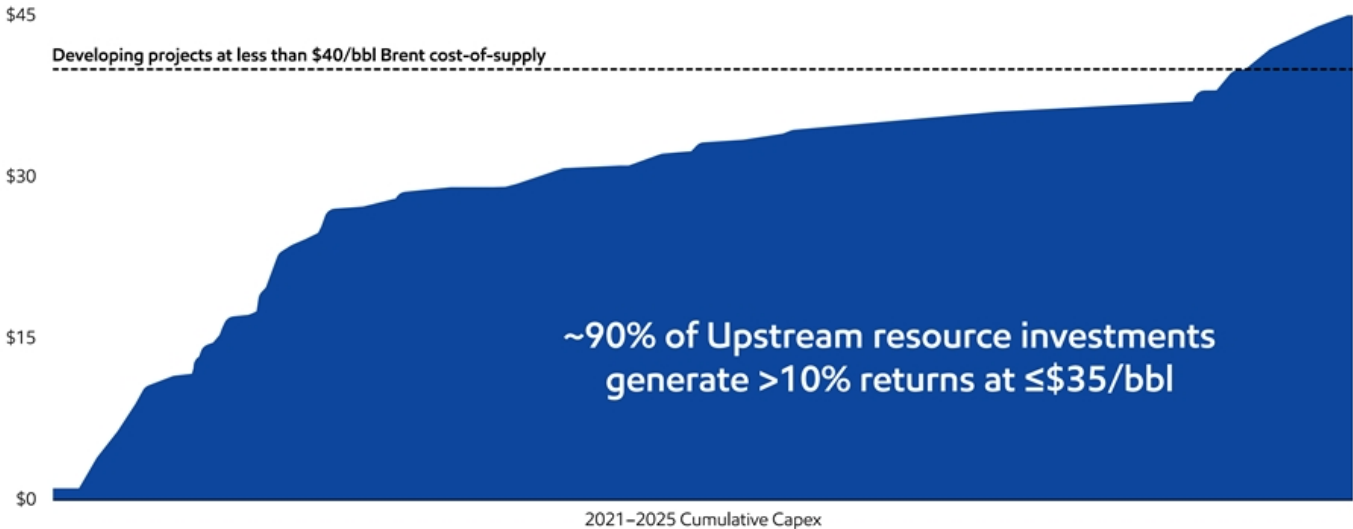 $45
Developing projects at less than $40/bbl Brent cost-of-supply
$30
$15
~90% of Upstream resource investments
generate >10% returns at ≤$35/bbl
$0
2021–2025 Cumulative Capex